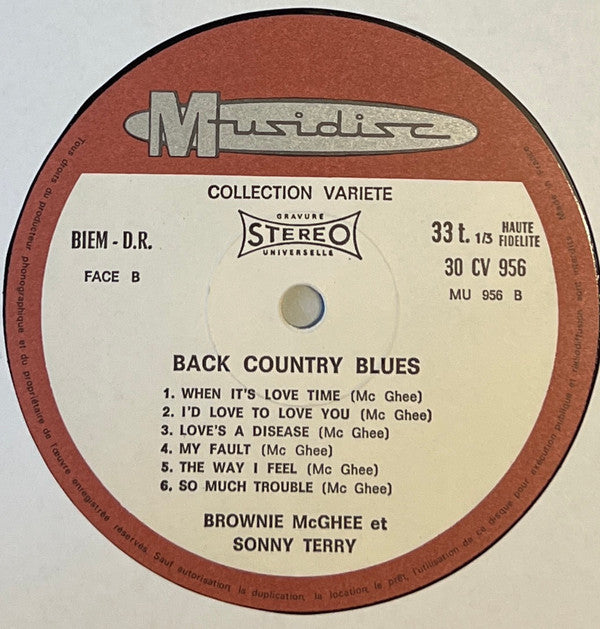 Musidisc
COLLECTION VARIETE
GRAVURE
STEREO
UNIVERSELLE
BIEM - D.R.
FACE B
33 t. 1/3 HAUTE FIDELITE
30 CV 956
MU 956 B
BACK COUNTRY BLUES
1. WHEN IT'S LOVE TIME (Mc Ghee)
2. I'D LOVE TO LOVE YOU (Mc Ghee)
3. LOVE'S A DISEASE (Mc Ghee)
4. MY FAULT (Mc Ghee)
5. THE WAY I FEEL (Mc Ghee)
6. SO MUCH TROUBLE (Mc Ghee)
BROWNIE McGHEE et
SONNY TERRY
Tous droits du producteur phonographique et du propriétaire de l'œuvre enregistrée réservés. Sauf autorisation la duplication, la location, le prêt, l'utilisation de ce disque pour exécution publique et radiodiffusion sont interdits. Made in France